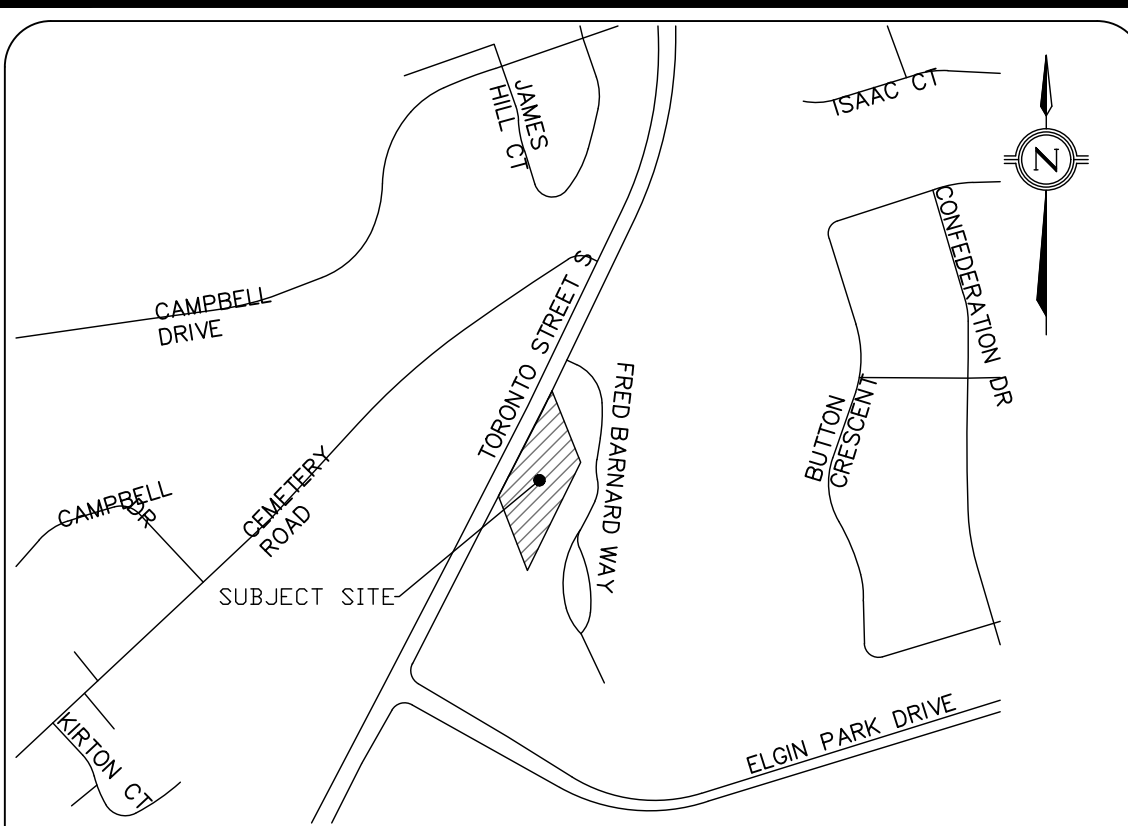 ISAAC CT
JAMES
HILL CT
N
CONFEDERATION DR
CAMPBELL
DRIVE
TORONTO STREET S
FRED BARNARD WAY
BUTTON
CRESCENT
CEMETERY
ROAD
CAMPBELL
DR
SUBJECT SITE
KIRTON CT
ELGIN PARK DRIVE